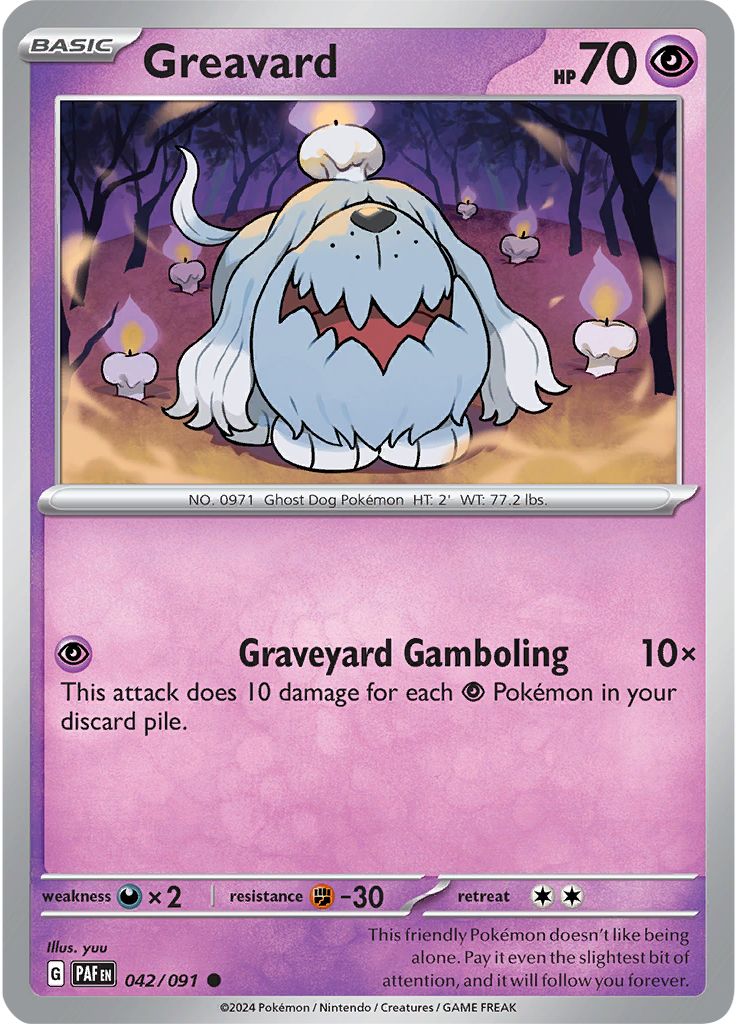 BASIC
Greavard
HP 70
NO. 0971 Ghost Dog Pokémon HT: 2' WT: 77.2 lbs.
Graveyard Gamboling 10×
This attack does 10 damage for each Pokémon in your
discard pile.
weakness ×2 resistance -30 retreat
Illus. yuu
This friendly Pokémon doesn't like being
alone. Pay it even the slightest bit of
attention, and it will follow you forever.
G PAF EN 042/091
©2024 Pokémon / Nintendo / Creatures / GAME FREAK